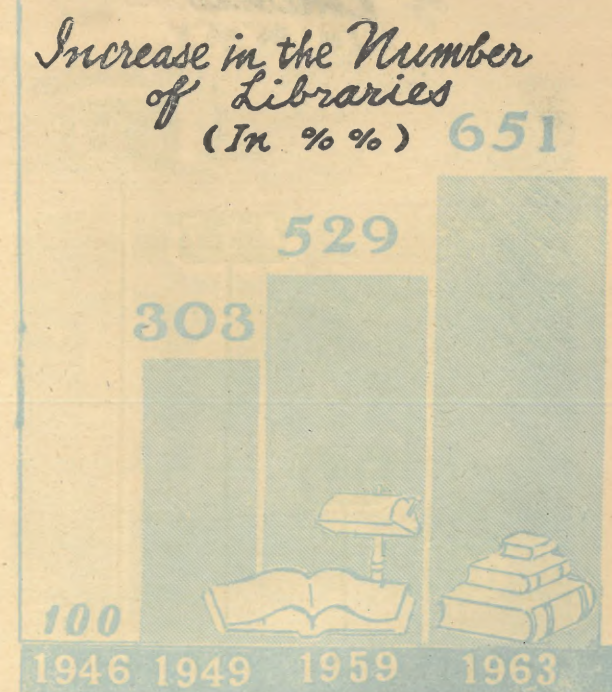 Increase in the Number
of Libraries
(In % %)
651
529
303
100
1946 1949 1959 1963